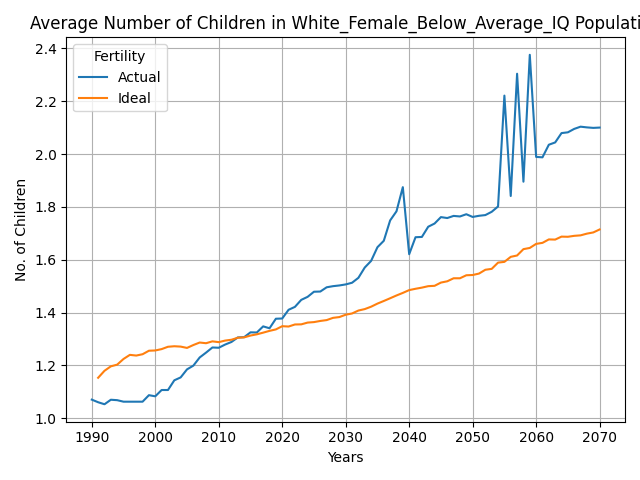 Average Number of Children in White_Female_Below_Average_IQ Populati
Fertility
Actual
Ideal
2.4
2.2
2.0
1.8
1.6
1.4
1.2
1.0
No. of Children
1990 2000 2010 2020 2030 2040 2050 2060 2070
Years